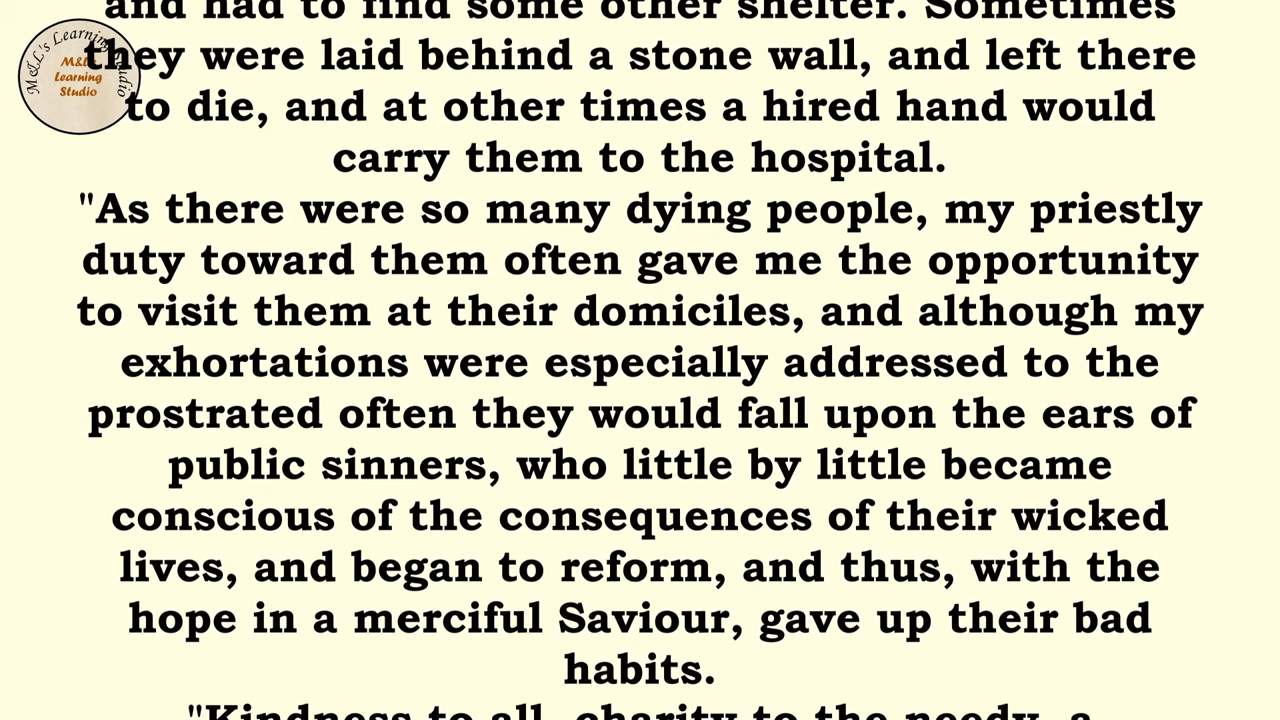 and had to find some other shelter. Sometimes
they were laid behind a stone wall, and left there
to die, and at other times a hired hand would
carry them to the hospital.
"As there were so many dying people, my priestly
duty toward them often gave me the opportunity
to visit them at their domiciles, and although my
exhortations were especially addressed to the
prostrated often they would fall upon the ears of
public sinners, who little by little became
conscious of the consequences of their wicked
lives, and began to reform, and thus, with the
hope in a merciful Saviour, gave up their bad
habits.
"Kindness to all, charity to the needy, a
M&L's Learning Studio
M&L's
Learning
Studio